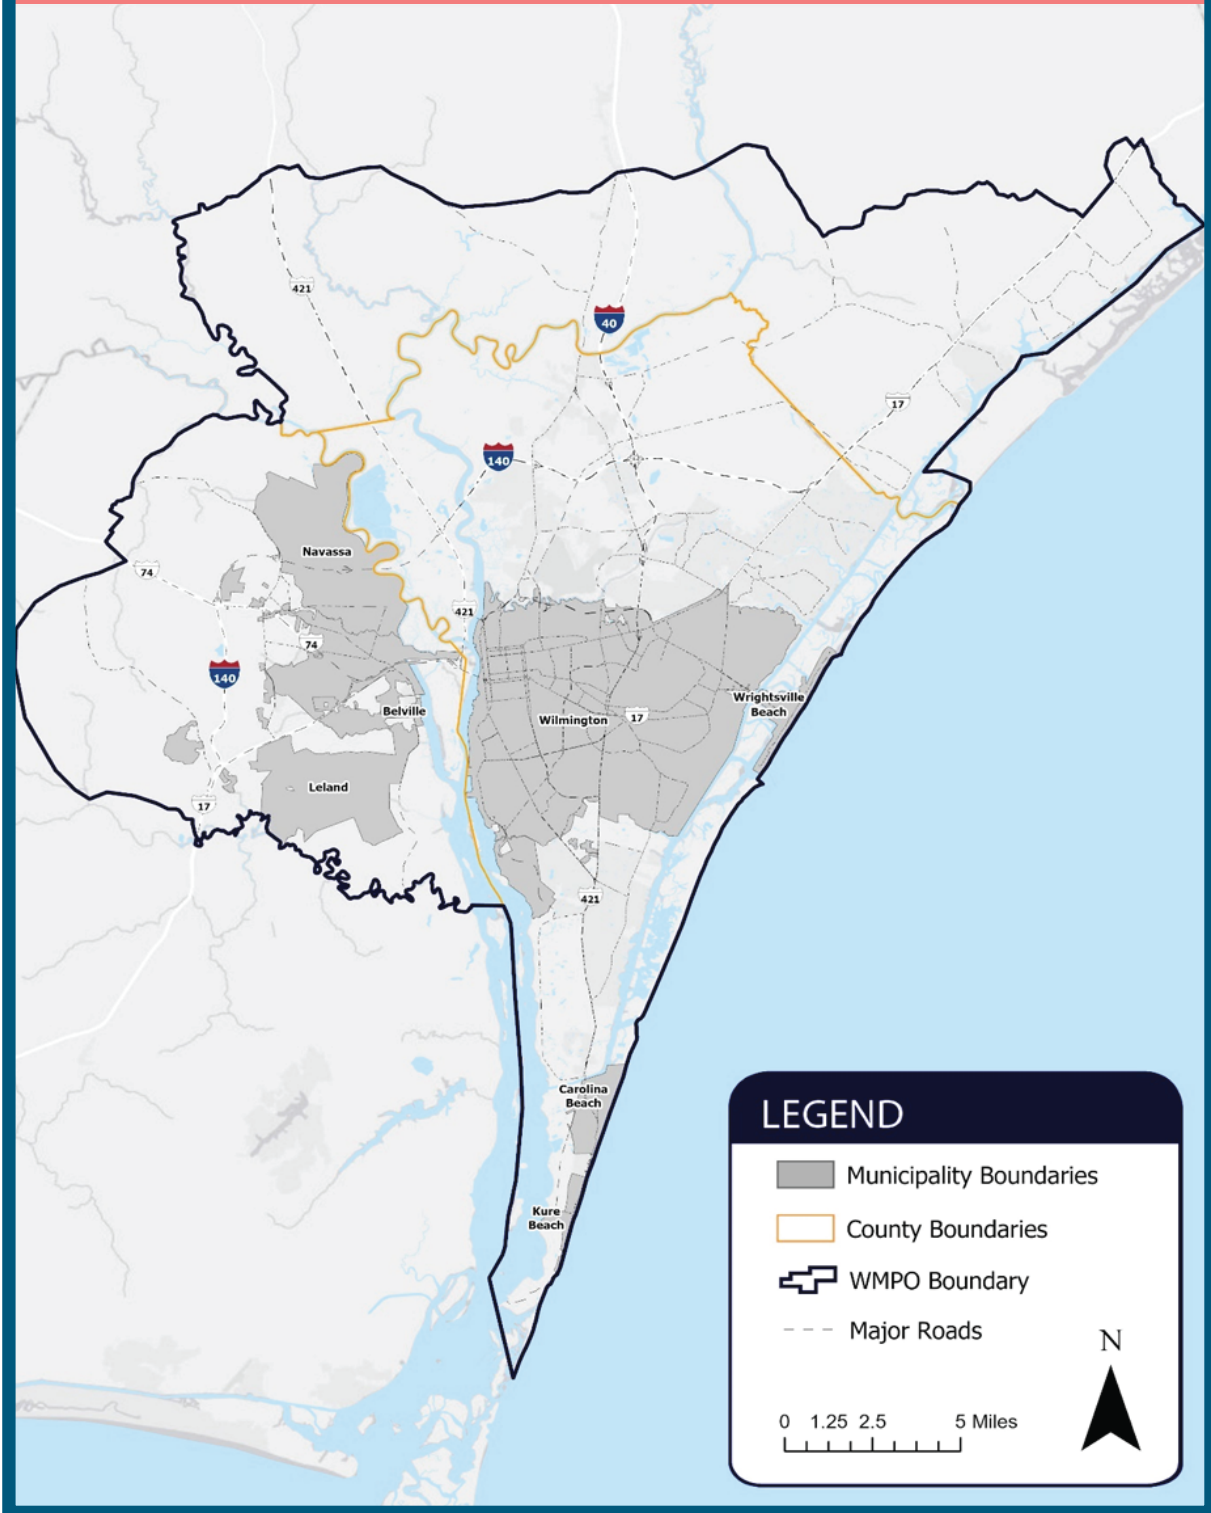 421
40
17
140
Navassa
74
421
74
140
Wrightsville
Beach
Belville
Wilmington
17
Leland
17
421
Carolina
Beach
Kure
Beach
LEGEND
Municipality Boundaries
County Boundaries
WMPO Boundary
Major Roads
N
0 1.25 2.5 5 Miles